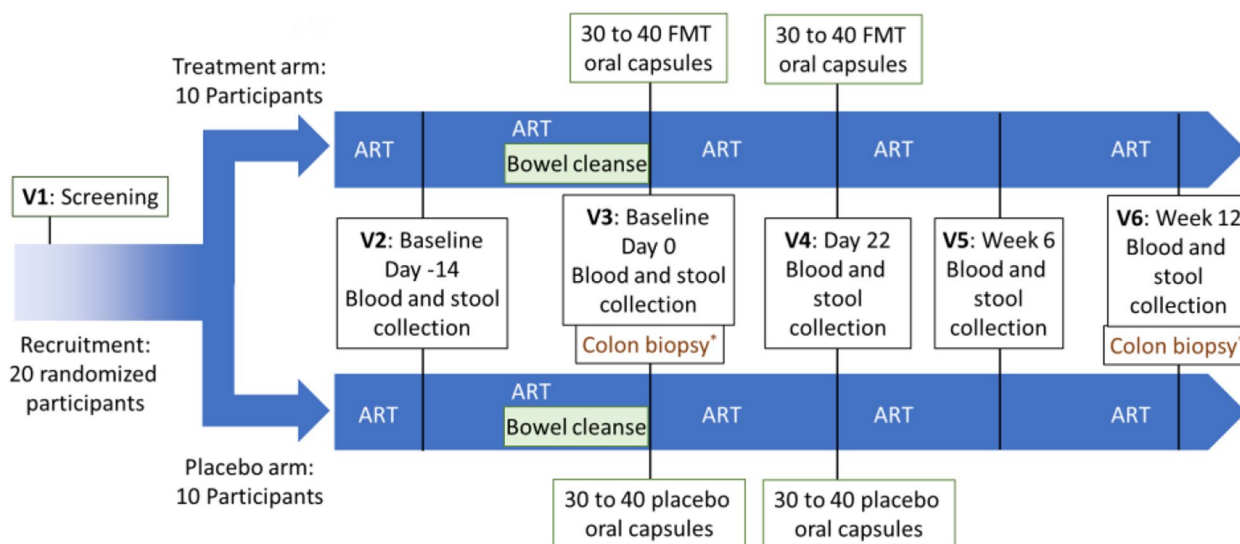 30 to 40 FMT
oral capsules
30 to 40 FMT
oral capsules
Treatment arm:
10 Participants
ART
ART
Bowel cleanse
ART
ART
ART
V1: Screening
V2: Baseline
Day -14
Blood and stool
collection
V3: Baseline
Day 0
Blood and stool
collection
Colon biopsy*
V4: Day 22
Blood and
stool
collection
V5: Week 6
Blood and
stool
collection
V6: Week 12
Blood and
stool
collection
Colon biopsy*
Recruitment:
20 randomized
participants
ART
ART
Bowel cleanse
ART
ART
ART
Placebo arm:
10 Participants
30 to 40 placebo
oral capsules
30 to 40 placebo
oral capsules